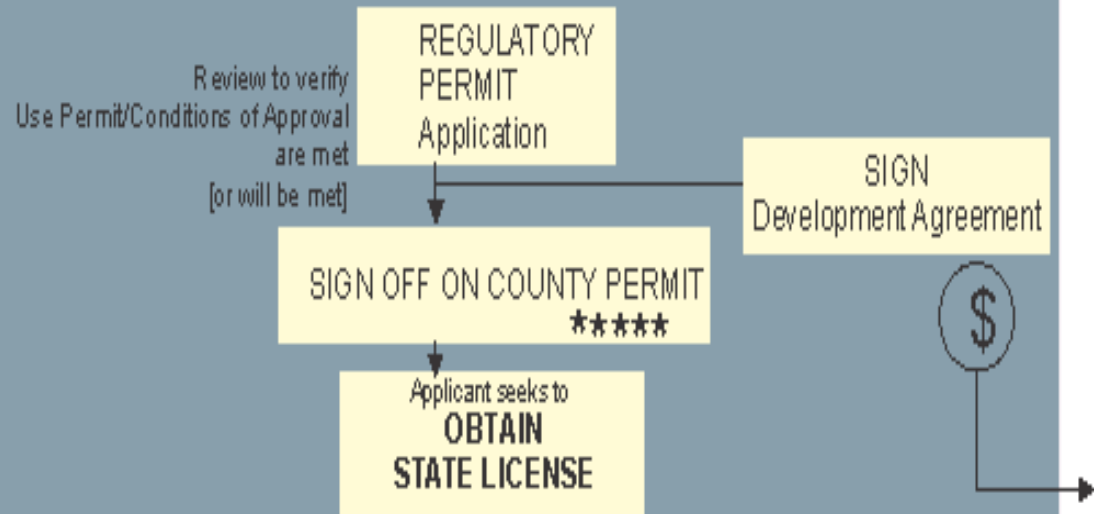 REGULATORY
PERMIT
Application
Review to verify
Use Permit/Conditions of Approval
are met
[or will be met]
SIGN
Development Agreement
SIGN OFF ON COUNTY PERMIT
*****
$
Applicant seeks to
OBTAIN
STATE LICENSE